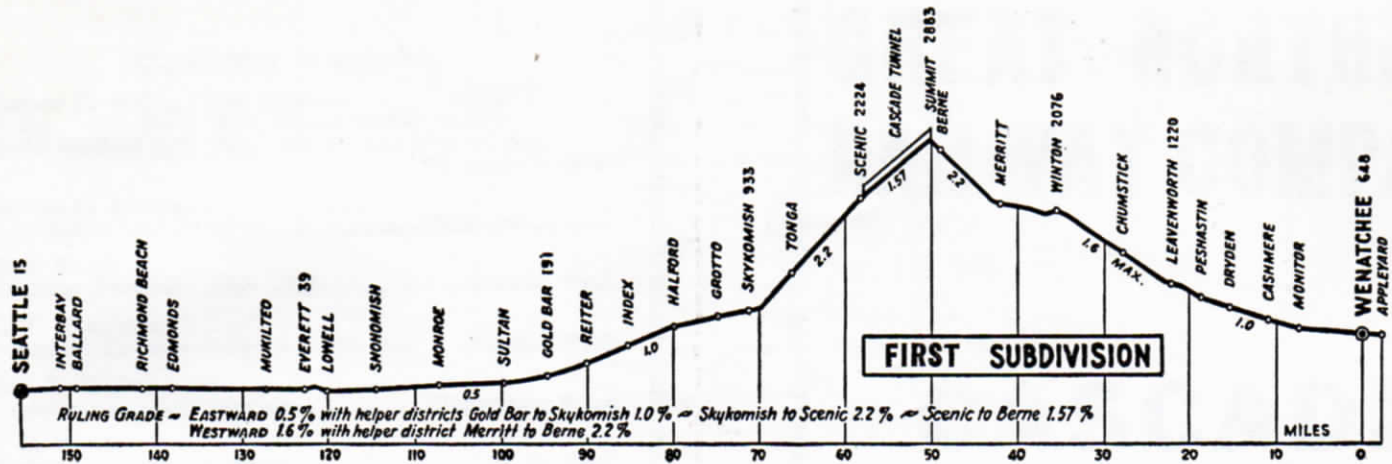 SEATTLE 15
INTERBAY
BALLARD
RICHMOND BEACH
EDMONDS
MUKILTEO
EVERETT 39
LOWELL
SNOHOMISH
MONROE
SULTAN
GOLD BAR 191
REITER
INDEX
HALFORD
GROTTO
SKYKOMISH 933
TONGA
SCENIC 2224
CASCADE TUNNEL
SUMMIT 2883
BERNE
MERRITT
WINTON 2076
CHUMSTICK
LEAVENWORTH 1120
PESHASTIN
DRYDEN
CASHMERE
MONITOR
WENATCHEE 648
APPLEYARD
0.5
1.0
2.2
1.57
2.2
1.6 MAX.
1.0
FIRST SUBDIVISION
RULING GRADE ~ EASTWARD 0.5% with helper districts Gold Bar to Skykomish 1.0% ~ Skykomish to Scenic 2.2% ~ Scenic to Berne 1.57%
WESTWARD 1.6% with helper district Merritt to Berne 2.2%
MILES
150 140 130 120 110 100 90 80 70 60 50 40 30 20 10 0